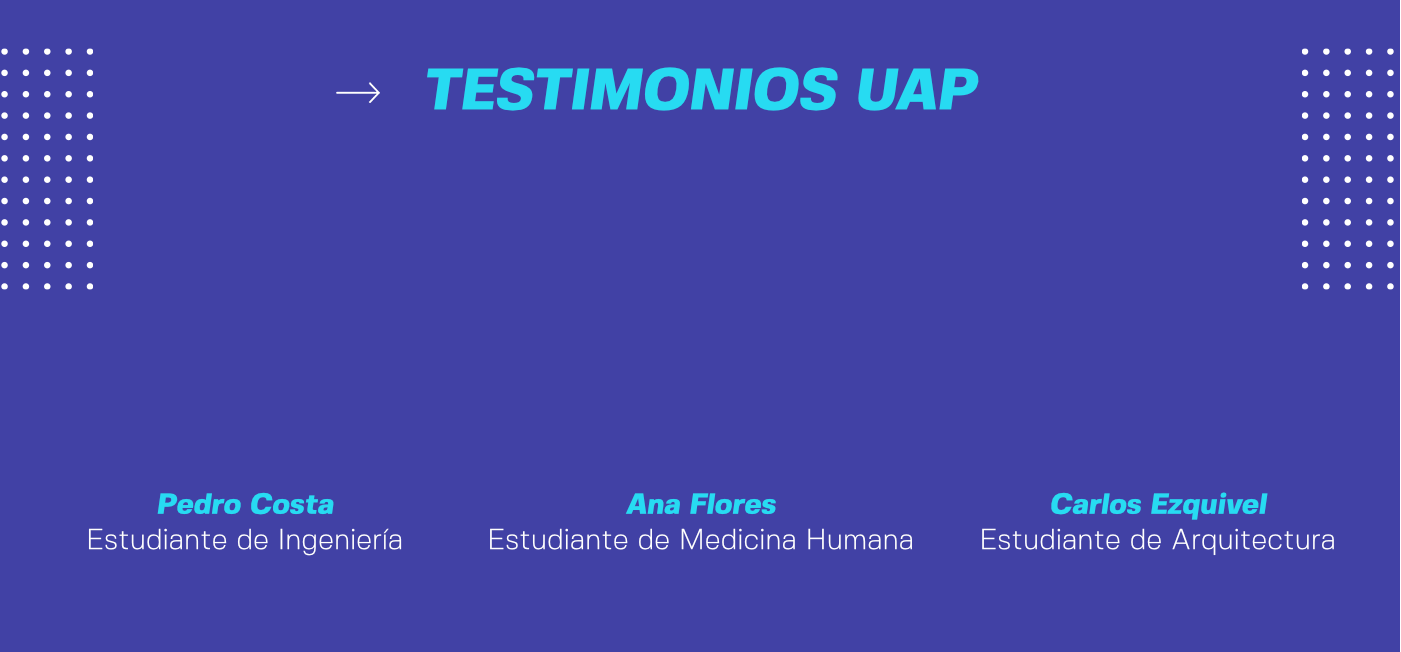 TESTIMONIOS UAP
Pedro Costa
Estudiante de Ingeniería
Ana Flores
Estudiante de Medicina Humana
Carlos Ezquivel
Estudiante de Arquitectura